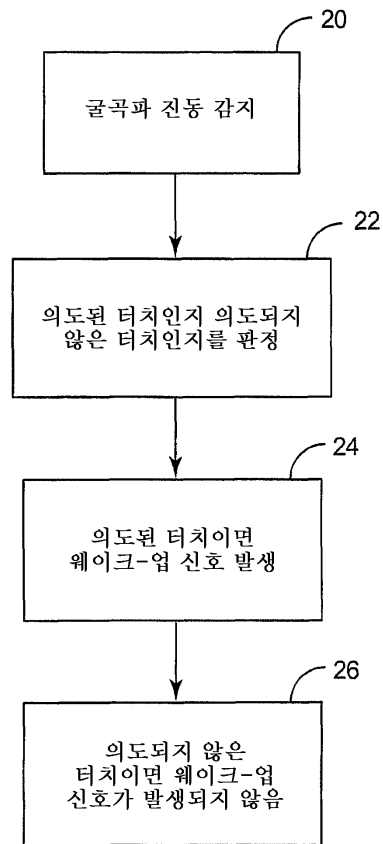 20
굴곡파 진동 감지
22
의도된 터치인지 의도되지
않은 터치인지를 판정
24
의도된 터치이면
웨이크-업 신호 발생
26
의도되지 않은
터치이면 웨이크-업
신호가 발생되지 않음